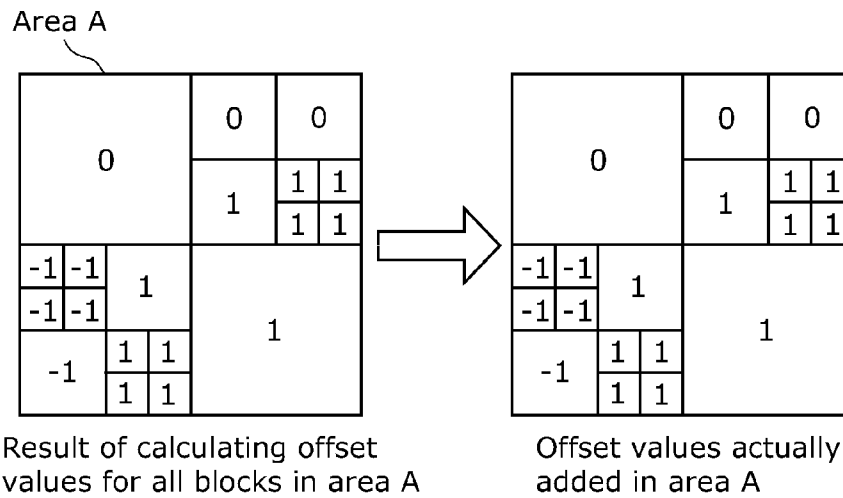 Area A
0 0 0 0
0 0
1 1 1 1
1 1 1 1
1 1
-1 -1 -1 -1
1 1
-1 -1 -1 -1
1 1
1 1 1 1
-1 -1
1 1 1 1
Result of calculating offset Offset values actually
values for all blocks in area A added in area A